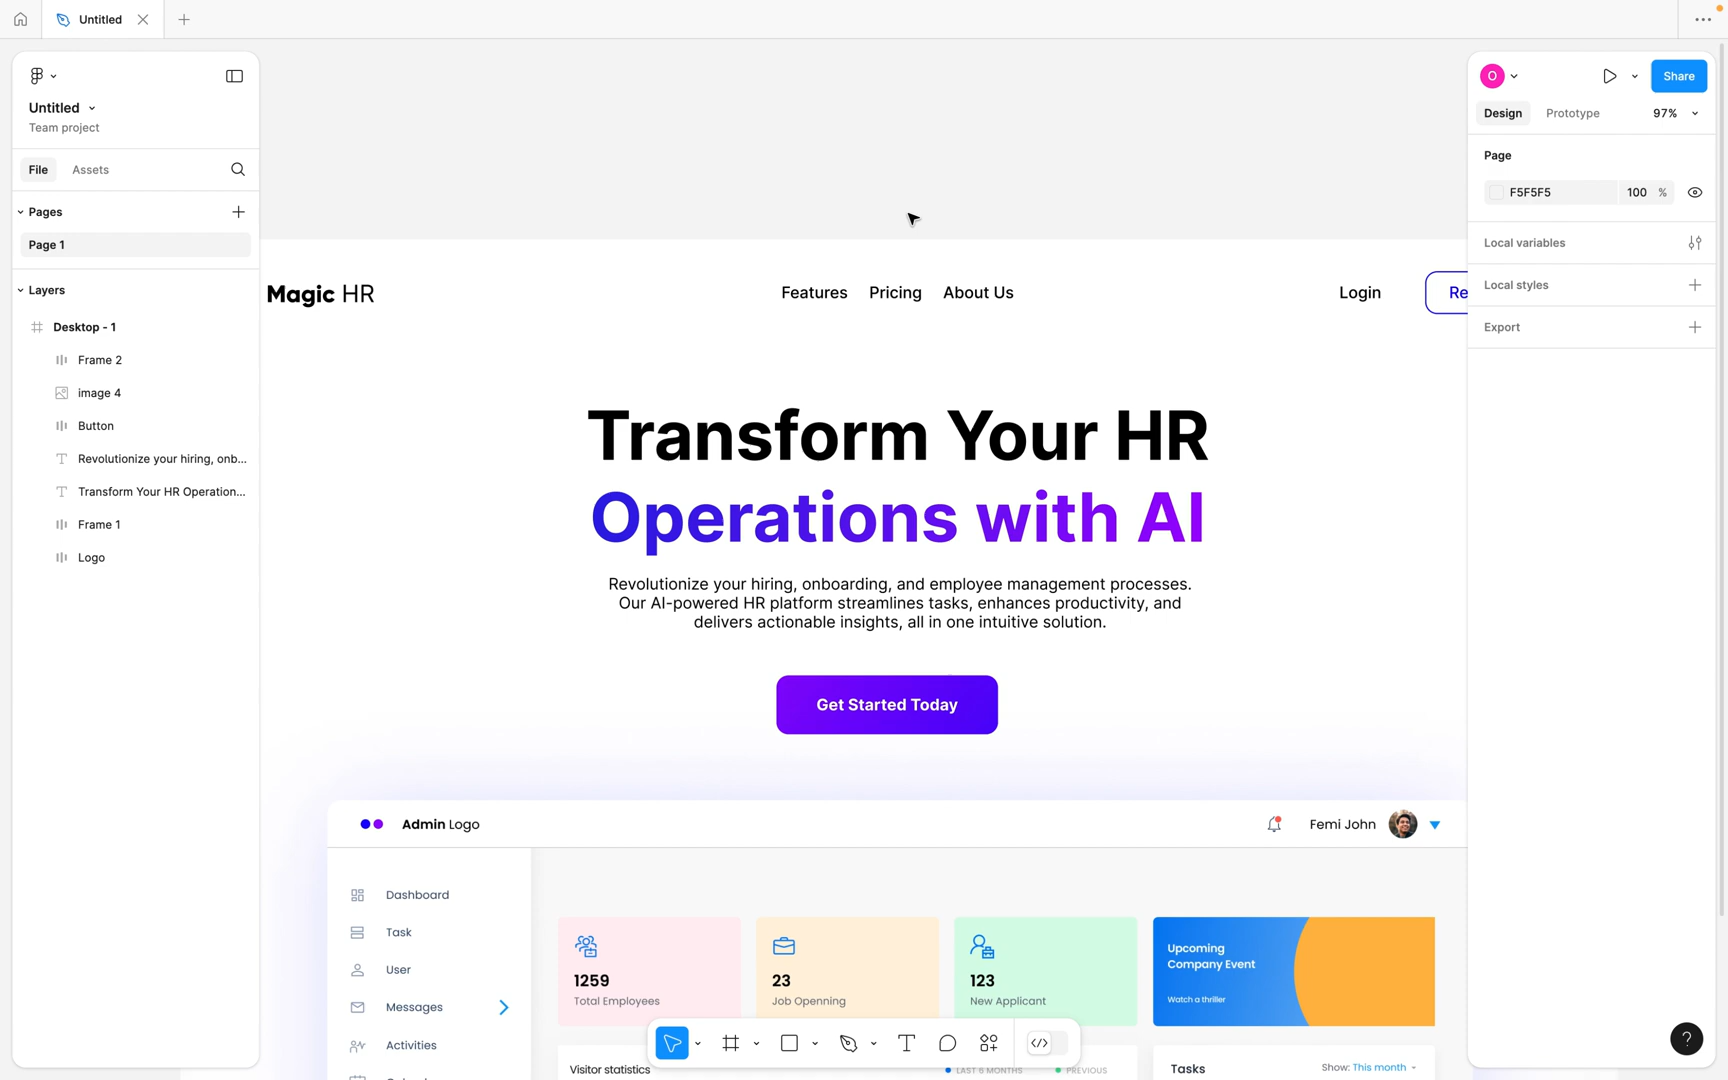 Untitled
Untitled
Team project
File
Assets
Pages
Page 1
Layers
Desktop - 1
Frame 2
image 4
Button
Revolutionize your hiring, onb...
Transform Your HR Operation...
Frame 1
Logo
Magic HR
Features
Pricing
About Us
Login
Re
Transform Your HR
Operations with AI
Revolutionize your hiring, onboarding, and employee management processes.
Our AI-powered HR platform streamlines tasks, enhances productivity, and
delivers actionable insights, all in one intuitive solution.
Get Started Today
Admin Logo
Femi John
Dashboard
Task
User
Messages
Activities
1259
Total Employees
23
Job Openning
123
New Applicant
Upcoming
Company Event
Watch a thriller
Visitor statistics
LAST 6 MONTHS
PREVIOUS
Tasks
Show: This month
O
Share
Design
Prototype
97%
Page
F5F5F5
100 %
Local variables
Local styles
Export
?